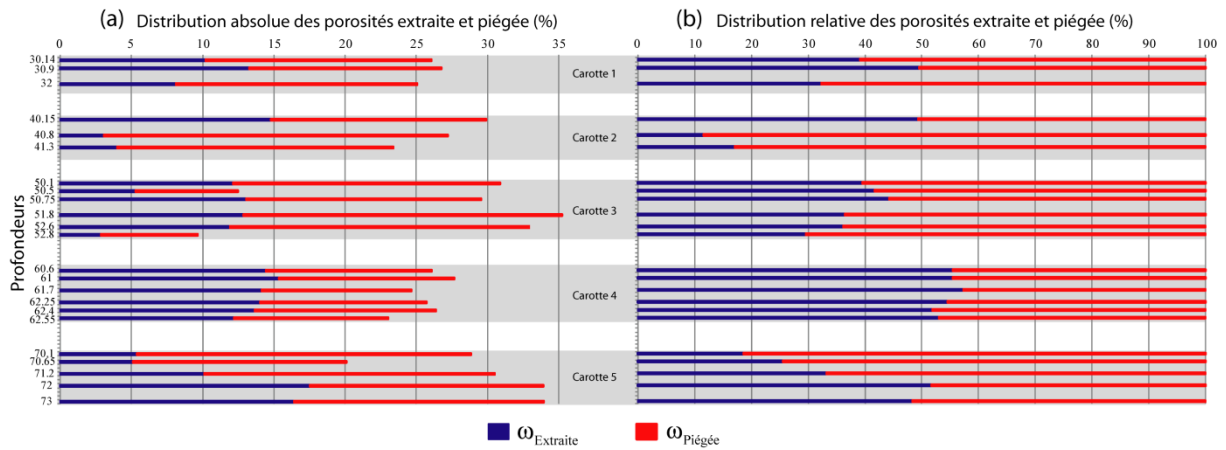 (a) Distribution absolue des porosités extraite et piégée (%)
(b) Distribution relative des porosités extraite et piégée (%)
0 5 10 15 20 25 30 35
0 10 20 30 40 50 60 70 80 90 100
Profondeurs
30.14
30.9
32
Carotte 1
40.15
40.8
41.3
Carotte 2
50.1
50.5
50.75
51.8
52.6
52.8
Carotte 3
60.6
61
61.7
62.25
62.4
62.55
Carotte 4
70.1
70.65
71.2
72
73
Carotte 5
ωExtraite
ωPiégée